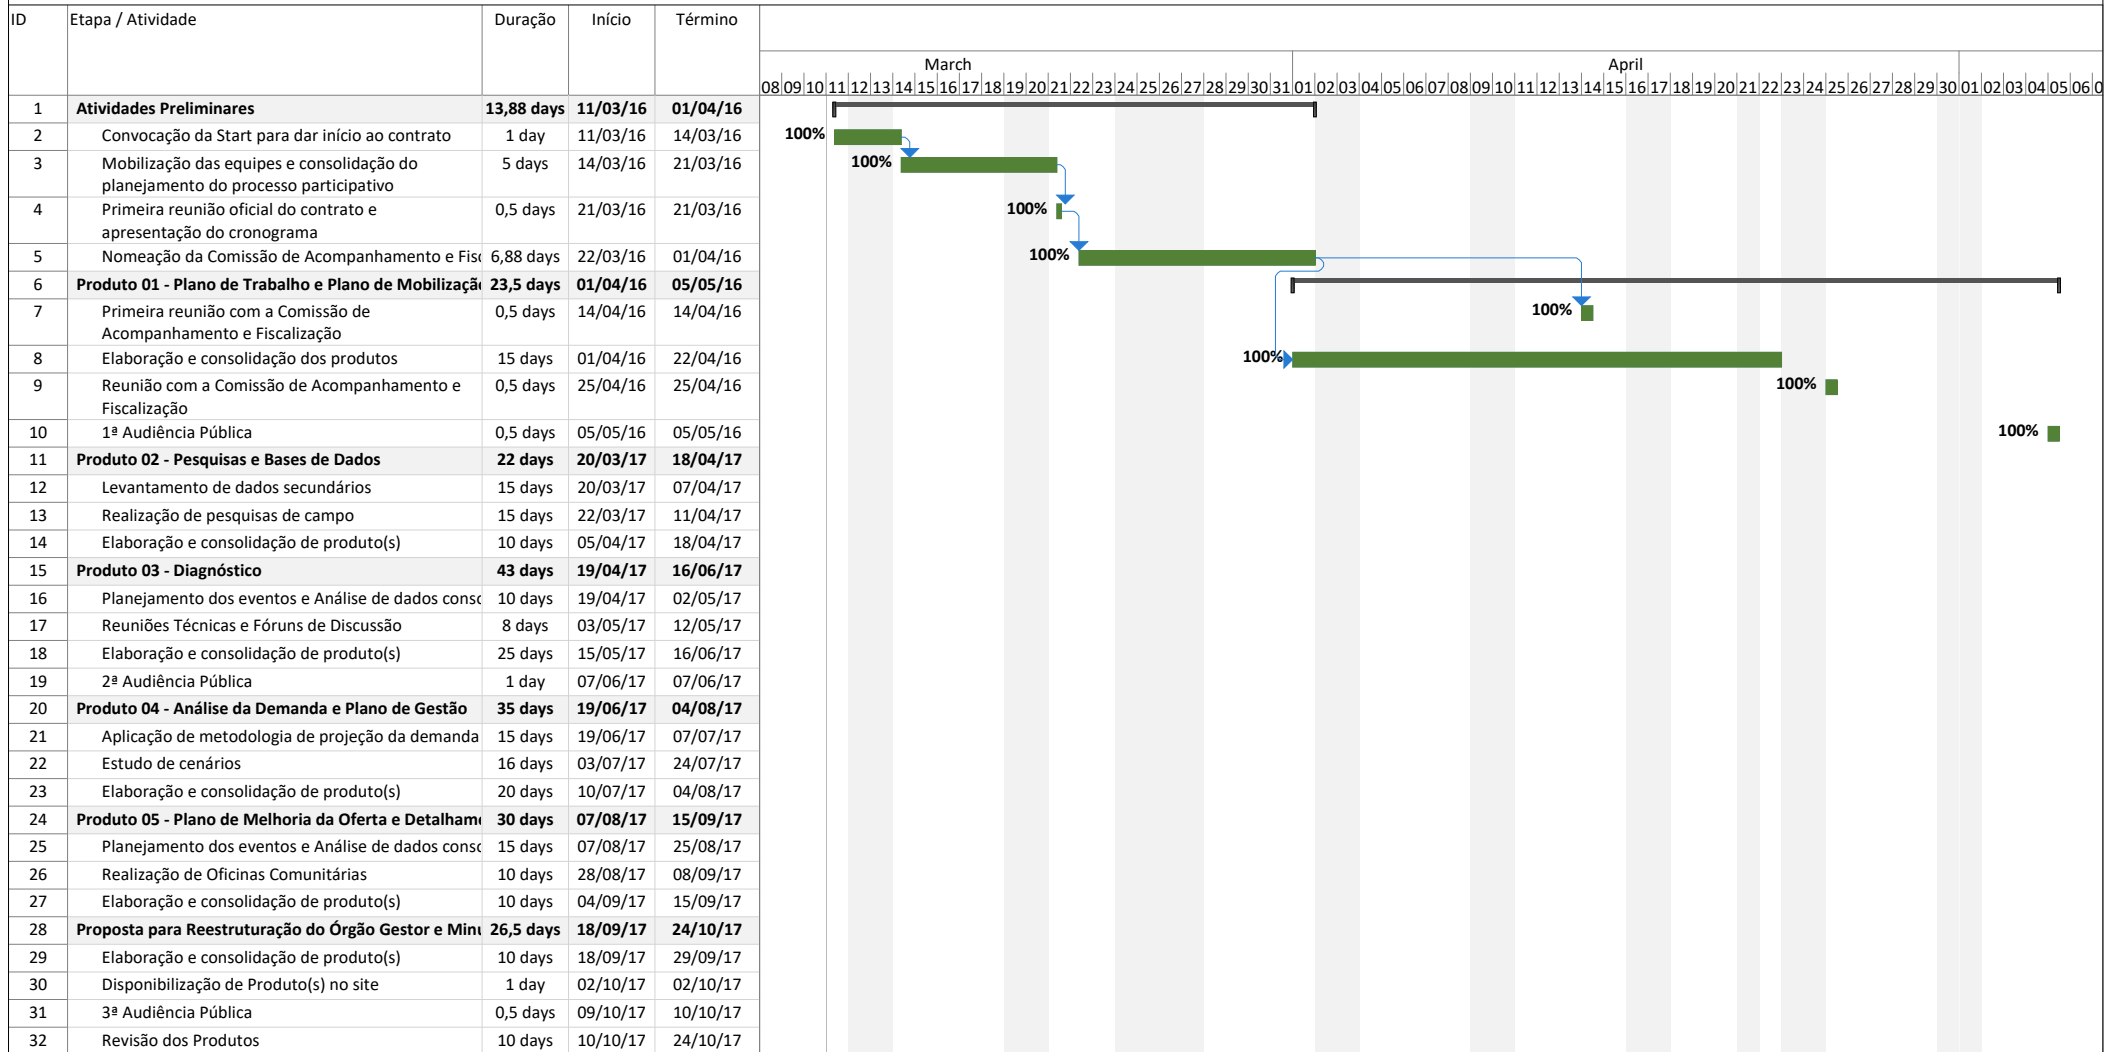 ID Etapa / Atividade Duração Início Término
March April
08 09 10 11 12 13 14 15 16 17 18 19 20 21 22 23 24 25 26 27 28 29 30 31 01 02 03 04 05 06 07 08 09 10 11 12 13 14 15 16 17 18 19 20 21 22 23 24 25 26 27 28 29 30 01 02 03 04 05 06 0
1 Atividades Preliminares 13,88 days 11/03/16 01/04/16
2 Convocação da Start para dar início ao contrato 1 day 11/03/16 14/03/16 100%
3 Mobilização das equipes e consolidação do 5 days 14/03/16 21/03/16 100%
planejamento do processo participativo
4 Primeira reunião oficial do contrato e 0,5 days 21/03/16 21/03/16 100%
apresentação do cronograma
5 Nomeação da Comissão de Acompanhamento e Fisc 6,88 days 22/03/16 01/04/16 100%
6 Produto 01 - Plano de Trabalho e Plano de Mobilizaçã 23,5 days 01/04/16 05/05/16
7 Primeira reunião com a Comissão de 0,5 days 14/04/16 14/04/16 100%
Acompanhamento e Fiscalização
8 Elaboração e consolidação dos produtos 15 days 01/04/16 22/04/16 100%
9 Reunião com a Comissão de Acompanhamento e 0,5 days 25/04/16 25/04/16 100%
Fiscalização
10 1ª Audiência Pública 0,5 days 05/05/16 05/05/16 100%
11 Produto 02 - Pesquisas e Bases de Dados 22 days 20/03/17 18/04/17
12 Levantamento de dados secundários 15 days 20/03/17 07/04/17
13 Realização de pesquisas de campo 15 days 22/03/17 11/04/17
14 Elaboração e consolidação de produto(s) 10 days 05/04/17 18/04/17
15 Produto 03 - Diagnóstico 43 days 19/04/17 16/06/17
16 Planejamento dos eventos e Análise de dados conso 10 days 19/04/17 02/05/17
17 Reuniões Técnicas e Fóruns de Discussão 8 days 03/05/17 12/05/17
18 Elaboração e consolidação de produto(s) 25 days 15/05/17 16/06/17
19 2ª Audiência Pública 1 day 07/06/17 07/06/17
20 Produto 04 - Análise da Demanda e Plano de Gestão 35 days 19/06/17 04/08/17
21 Aplicação de metodologia de projeção da demanda 15 days 19/06/17 07/07/17
22 Estudo de cenários 16 days 03/07/17 24/07/17
23 Elaboração e consolidação de produto(s) 20 days 10/07/17 04/08/17
24 Produto 05 - Plano de Melhoria da Oferta e Detalhame 30 days 07/08/17 15/09/17
25 Planejamento dos eventos e Análise de dados conso 15 days 07/08/17 25/08/17
26 Realização de Oficinas Comunitárias 10 days 28/08/17 08/09/17
27 Elaboração e consolidação de produto(s) 10 days 04/09/17 15/09/17
28 Proposta para Reestruturação do Órgão Gestor e Minu 26,5 days 18/09/17 24/10/17
29 Elaboração e consolidação de produto(s) 10 days 18/09/17 29/09/17
30 Disponibilização de Produto(s) no site 1 day 02/10/17 02/10/17
31 3ª Audiência Pública 0,5 days 09/10/17 10/10/17
32 Revisão dos Produtos 10 days 10/10/17 24/10/17